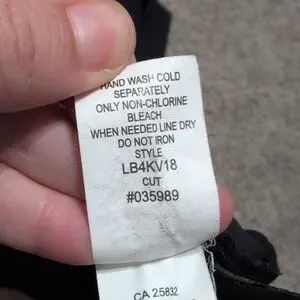 HAND WASH COLD
SEPARATELY
ONLY NON-CHLORINE
BLEACH
WHEN NEEDED LINE DRY
DO NOT IRON
STYLE
LB4KV18
CUT
#035989
CA 25832